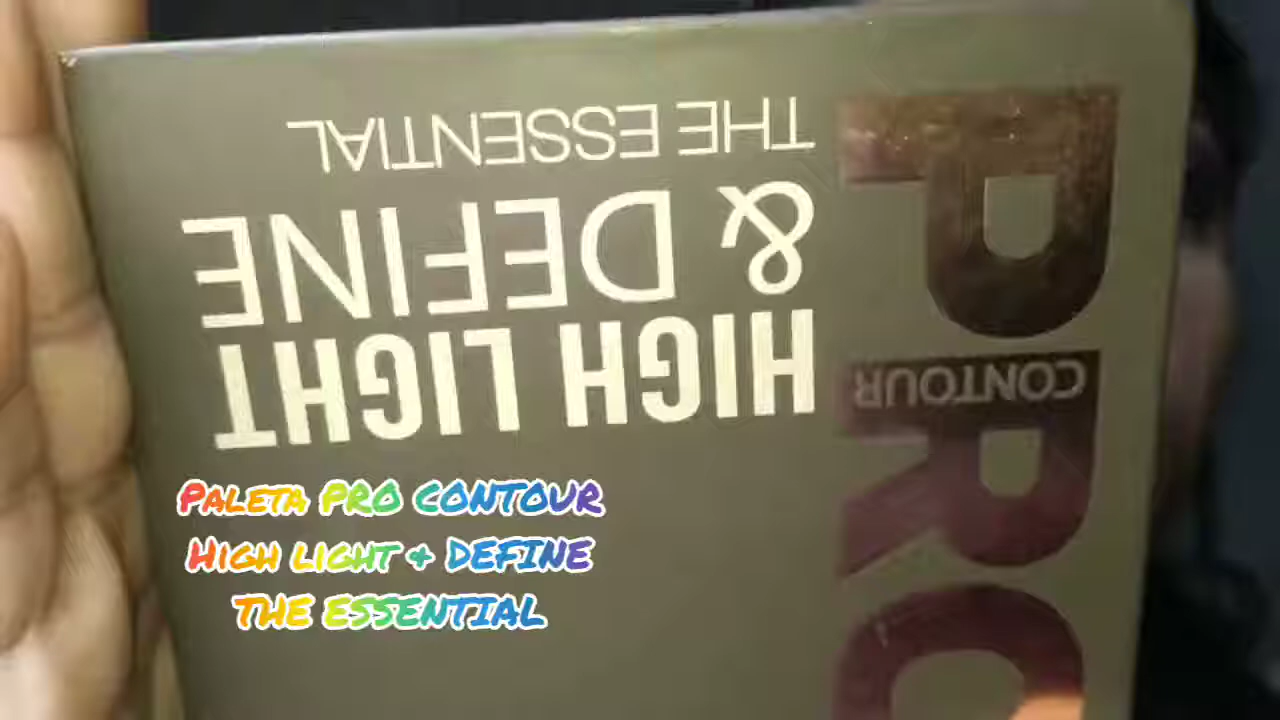 PRO
CONTOUR
HIGH LIGHT
& DEFINE
THE ESSENTIAL
Paleta PRO CONTOUR
High light & DEFINE
THE ESSENTIAL